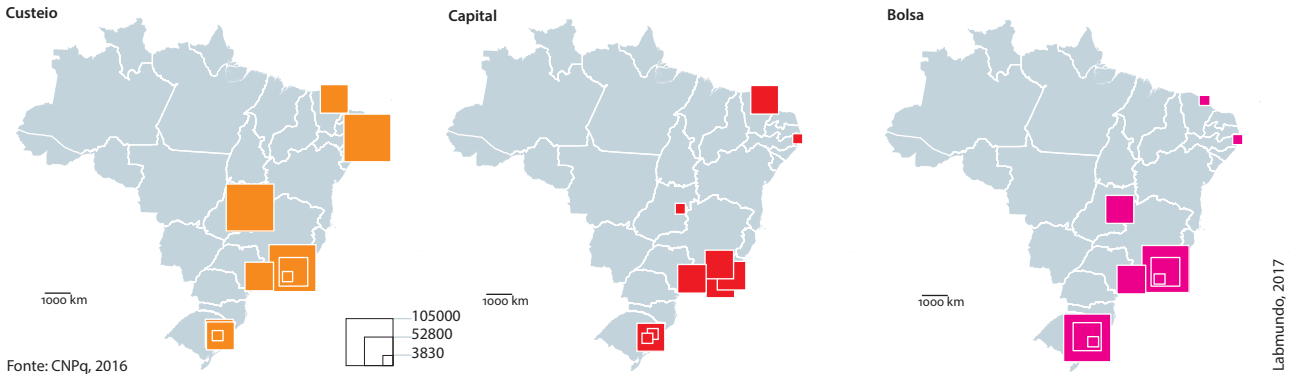 Custeio
1000 km
Fonte: CNPq, 2016
105000
52800
3830
Capital
1000 km
Bolsa
1000 km
Labmundo, 2017